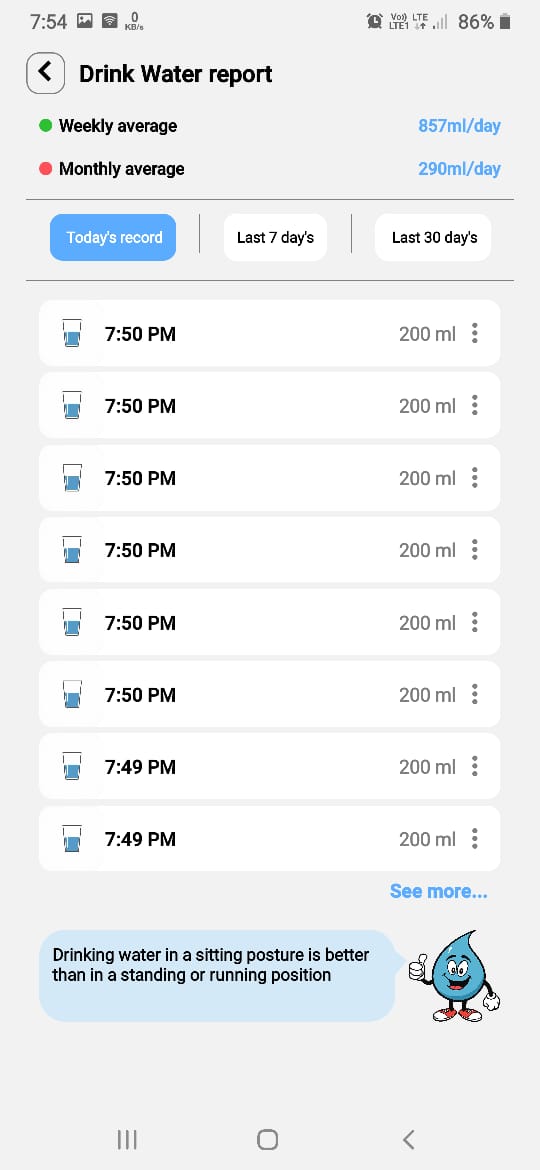 7:54
0
KB/s
Vo)) LTE
LTE1
86%
Drink Water report
Weekly average
857ml/day
Monthly average
290ml/day
Today's record
Last 7 day's
Last 30 day's
7:50 PM
200 ml
7:50 PM
200 ml
7:50 PM
200 ml
7:50 PM
200 ml
7:50 PM
200 ml
7:50 PM
200 ml
7:49 PM
200 ml
7:49 PM
200 ml
See more...
Drinking water in a sitting posture is better
than in a standing or running position